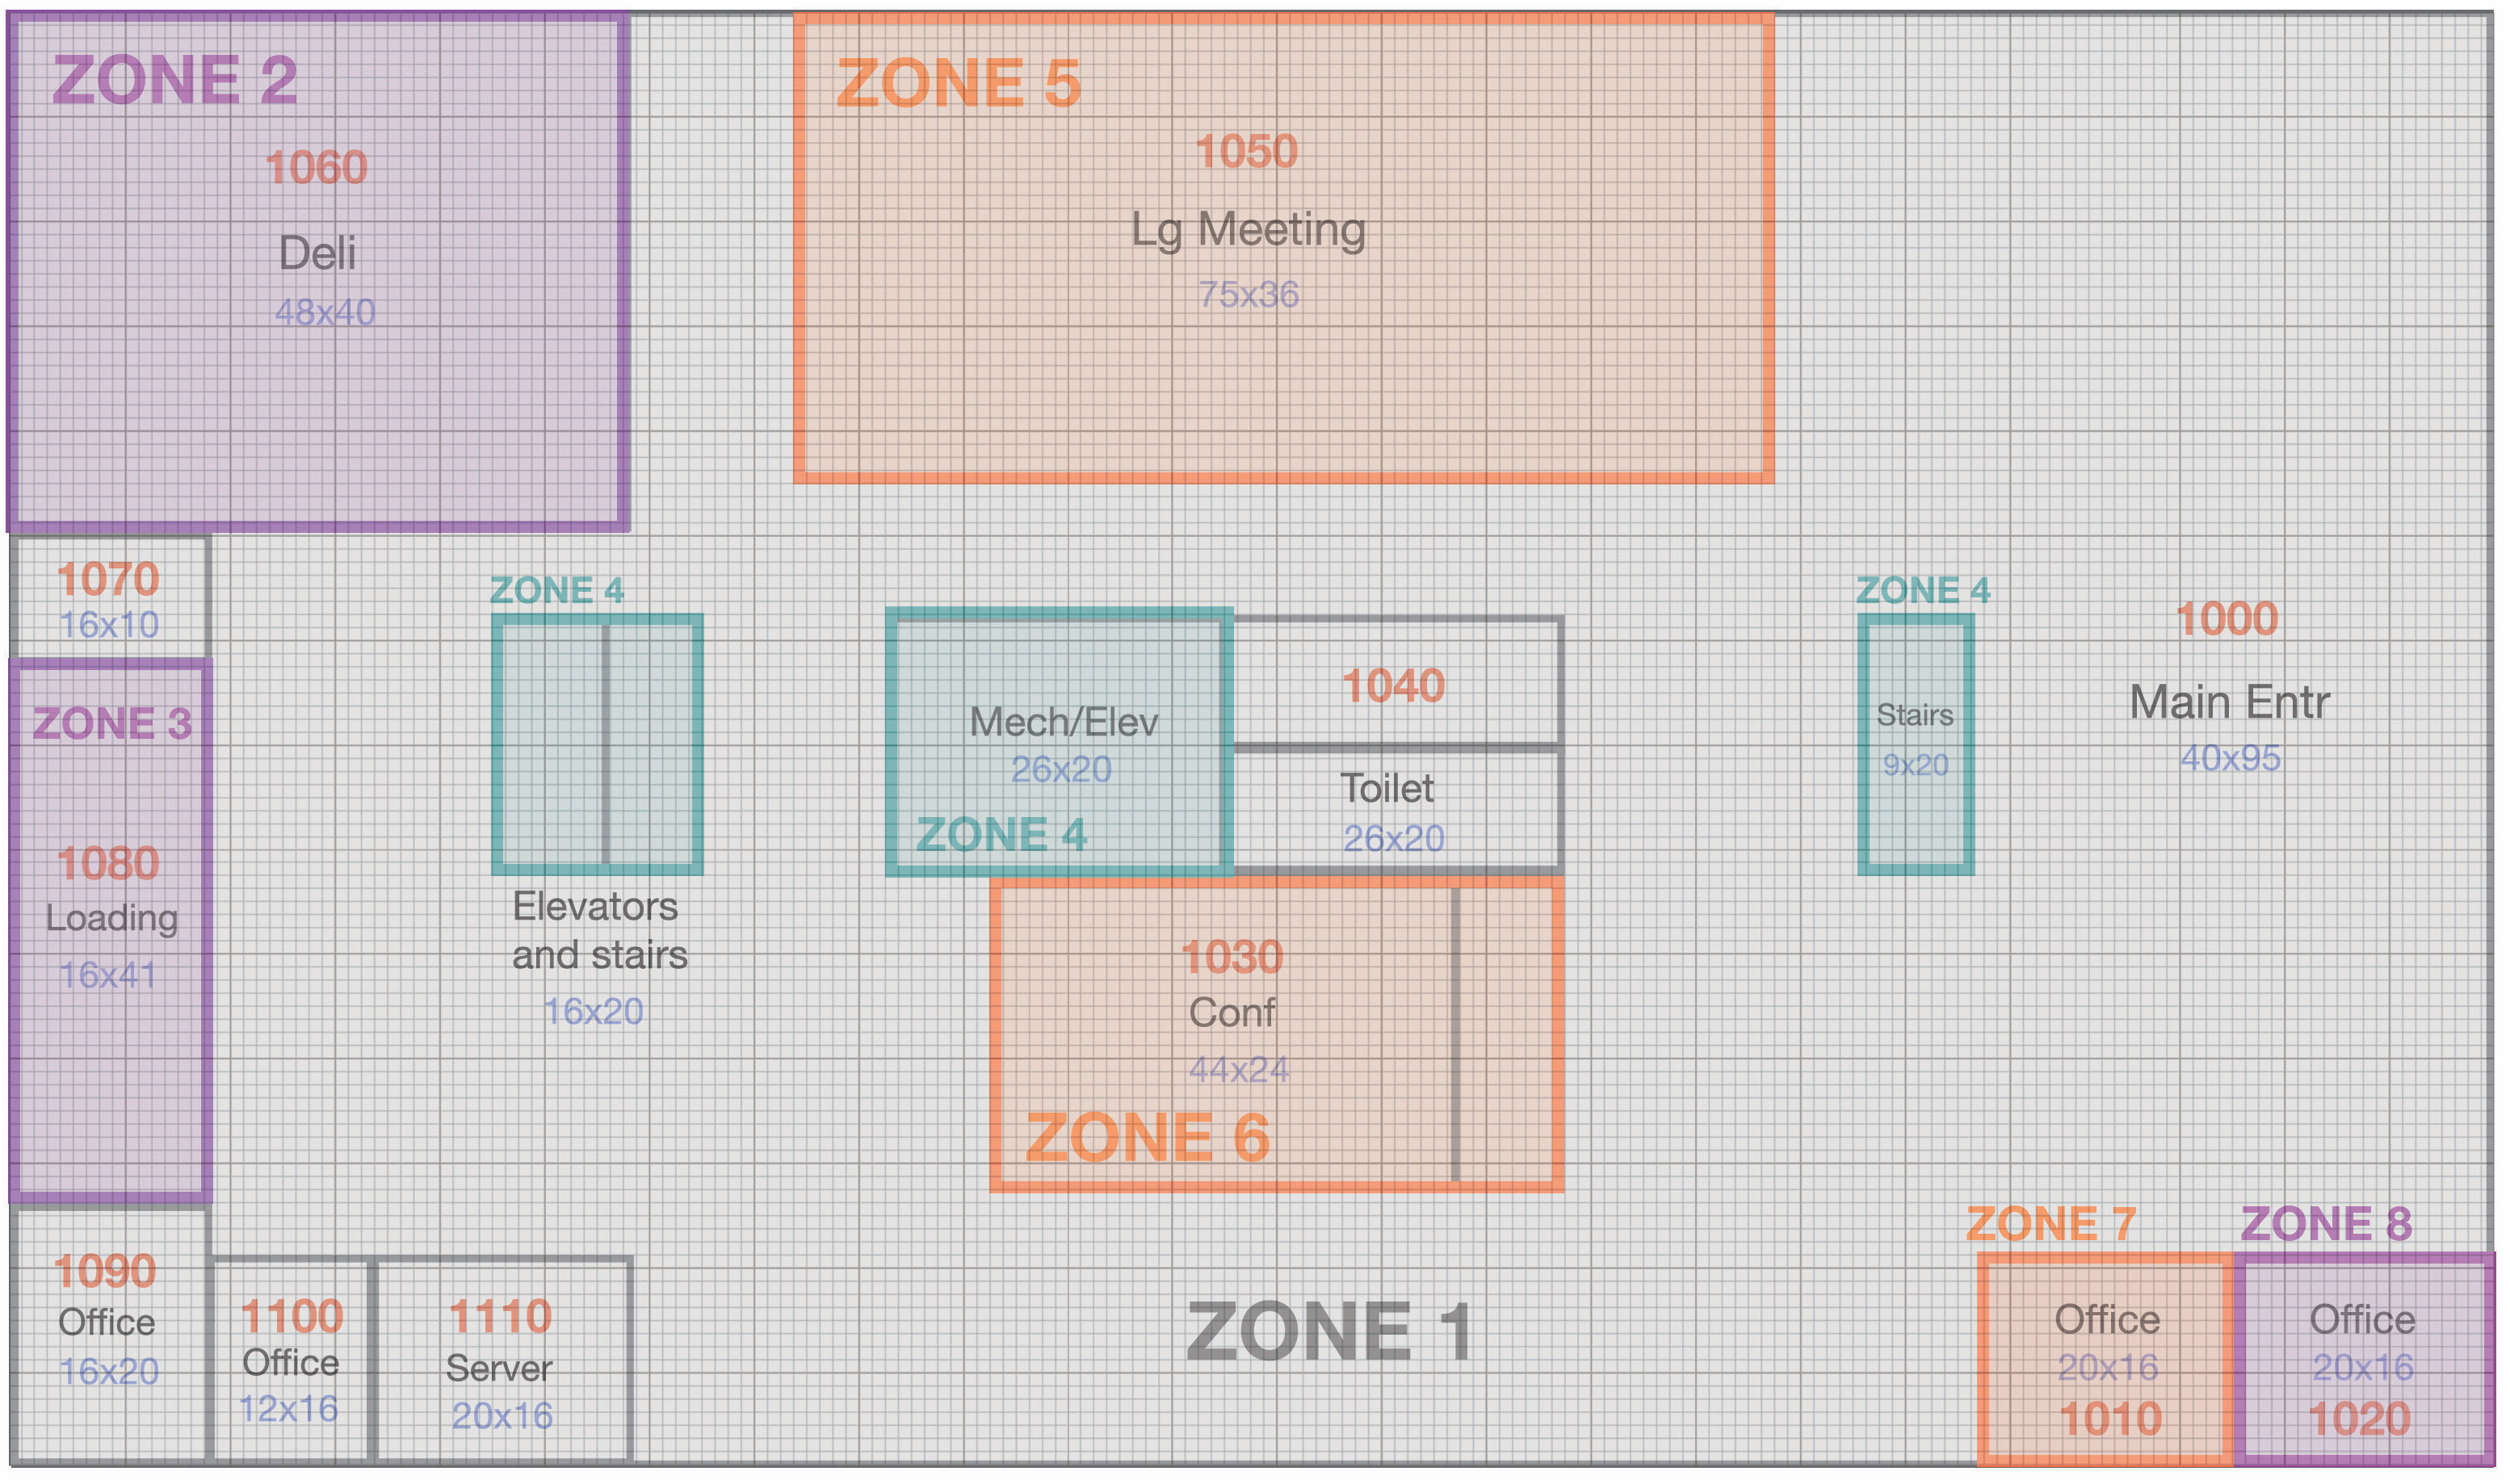 ZONE 2
1060
Deli
48x40
ZONE 5
1050
Lg Meeting
75x36
1070
16x10
ZONE 3
1080
Loading
16x41
ZONE 4
Elevators
and stairs
16x20
Mech/Elev
26x20
ZONE 4
1040
Toilet
26x20
ZONE 4
Stairs
9x20
1000
Main Entr
40x95
1030
Conf
44x24
ZONE 6
1090
Office
16x20
1100
Office
12x16
1110
Server
20x16
ZONE 1
ZONE 7
Office
20x16
1010
ZONE 8
Office
20x16
1020